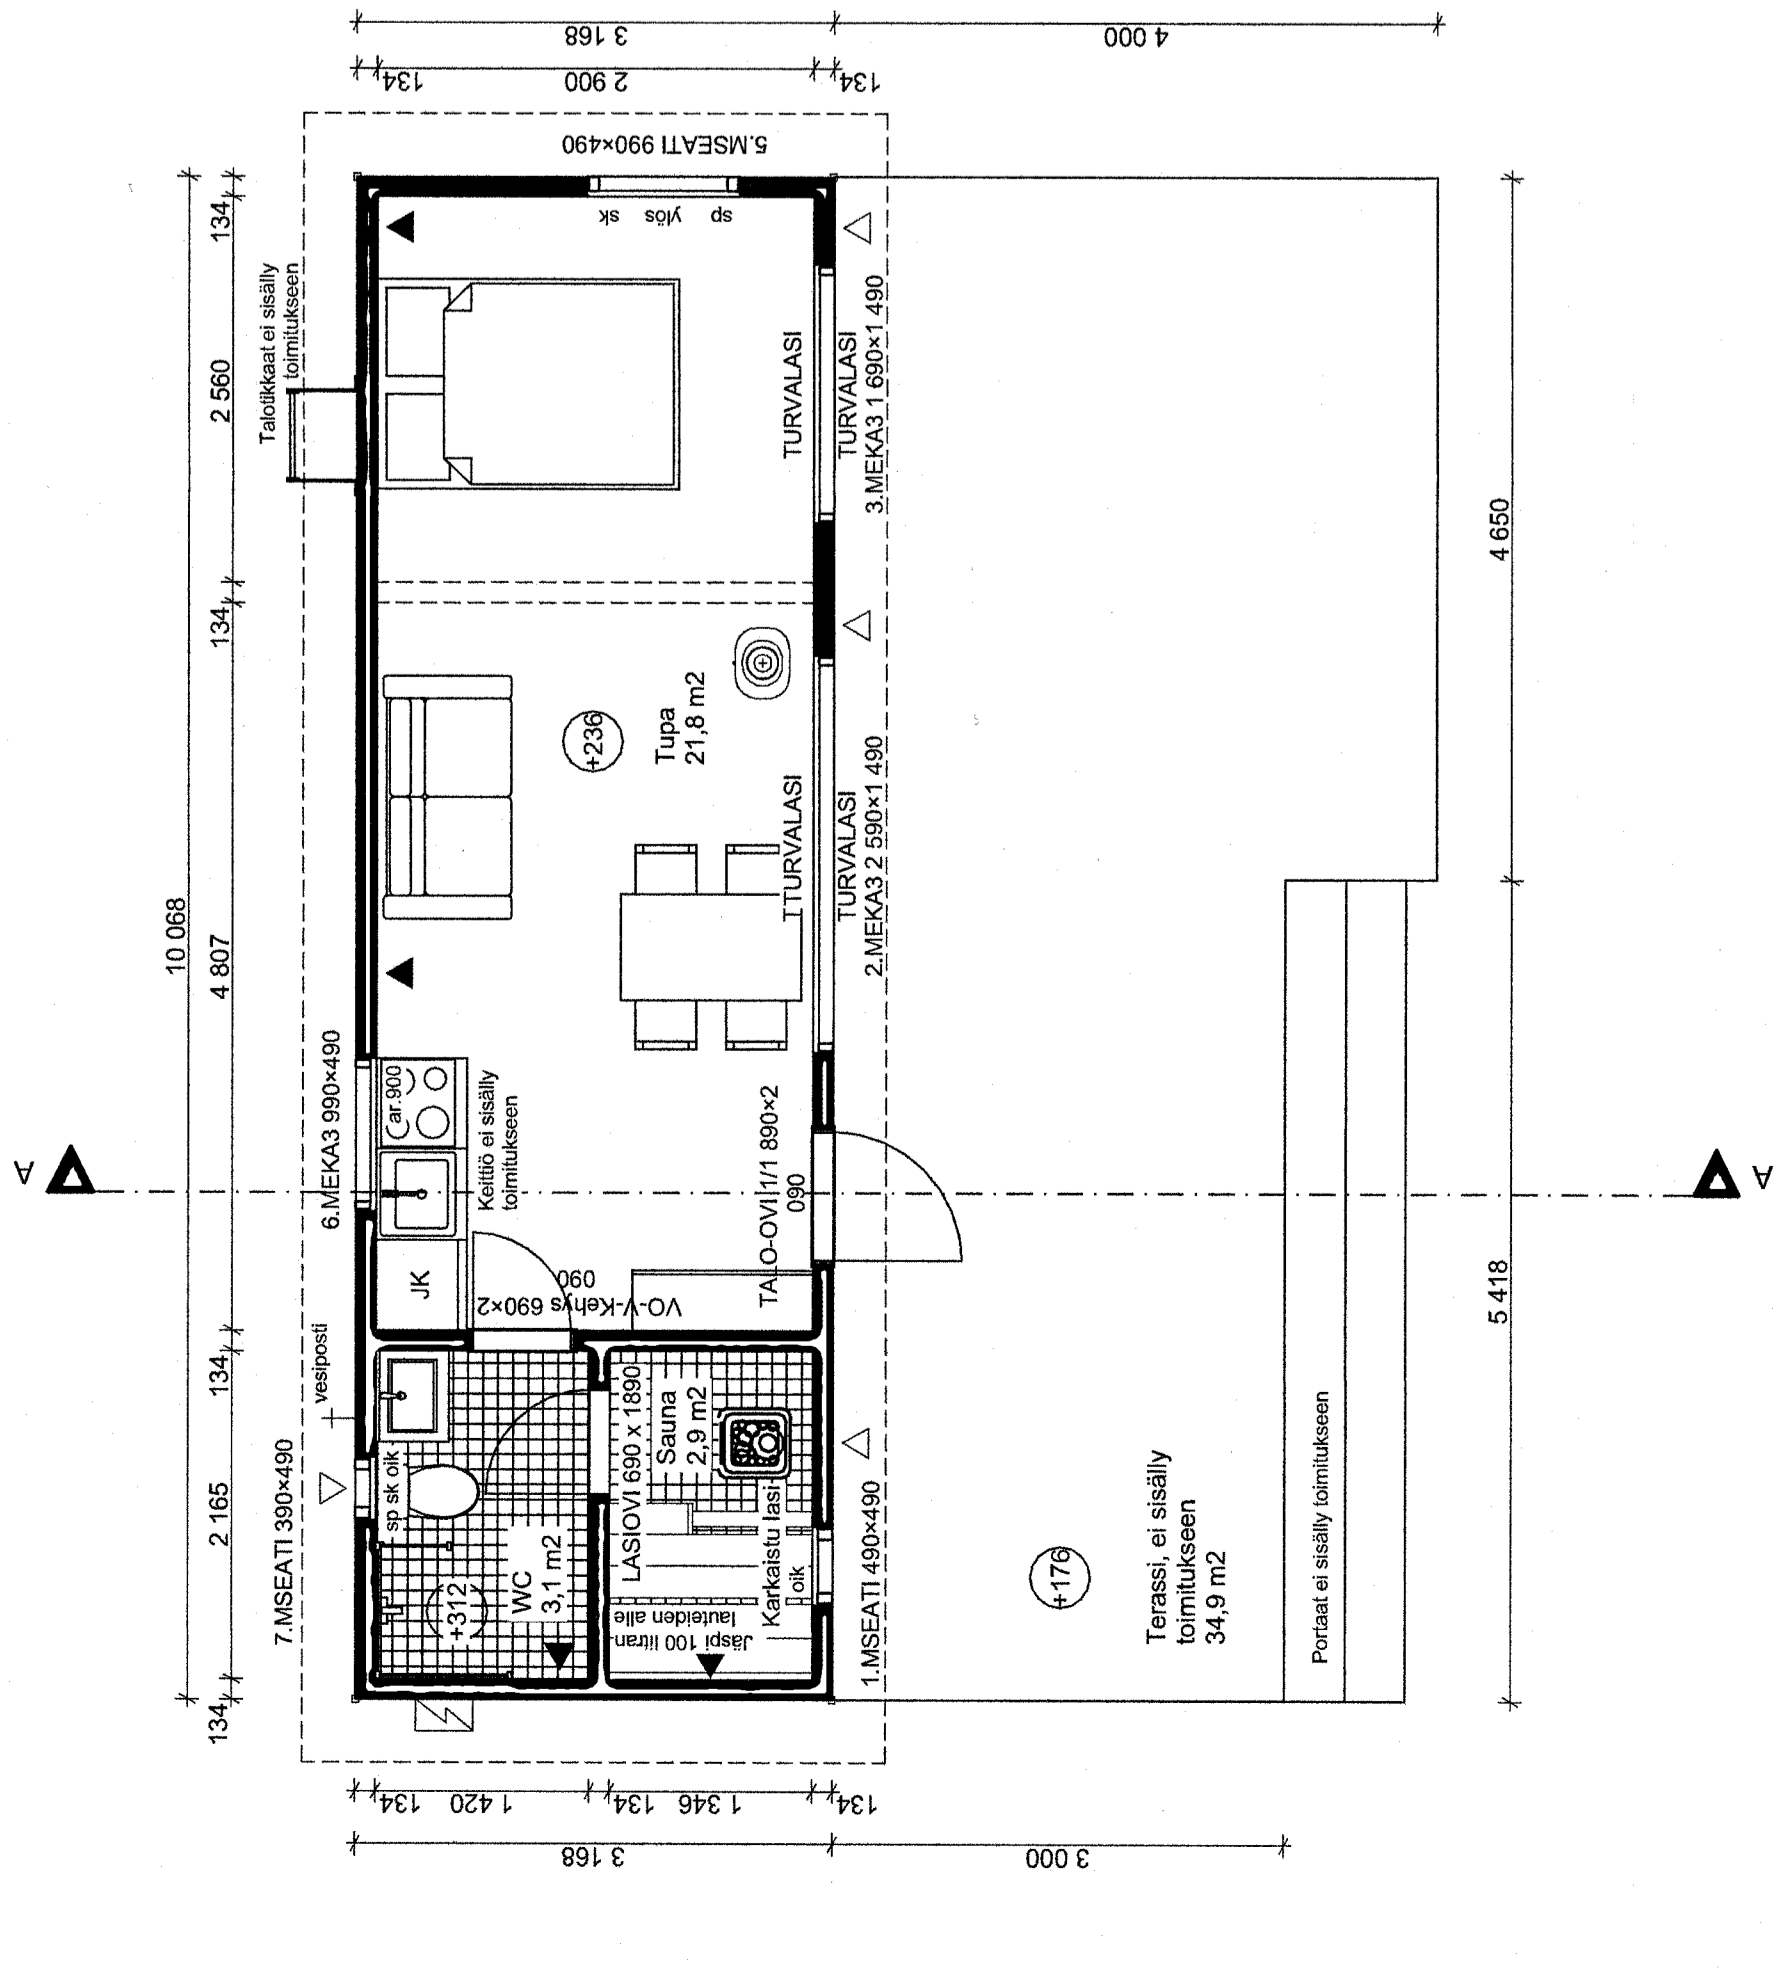 3 168
4 000
134
2 900
134
5.MSEATI 990×490
sp ylös sk
10 068
134
2 560
134
4 807
134
2 165
134
Talotikkaat ei sisälly
toimitukseen
TURVALASI
TURVALASI
3.MEKA3 1 690×1 490
4 650
+236
Tupa
21,8 m2
TURVALASI
TURVALASI
2.MEKA3 2 590×1 490
6.MEKA3 990×490
ar.900
Keittiö ei sisälly
toimitukseen
JK
A
A
TALO-OVI 1/1 890×2
090
VO-V-Kehys 690×2
090
vesiposti
7.MSEATI 390×490
sp sk oik
+312
WC
3,1 m2
LASIOVI 690 x 1890
Sauna
2,9 m2
Karkaistu lasi
oik
Jäspi 100 litran-
lauteiden alle
1.MSEATI 490×490
5 418
+176
Terassi, ei sisälly
toimitukseen
34,9 m2
Portaat ei sisälly toimitukseen
134
1 420
134
1 346
134
3 168
3 000